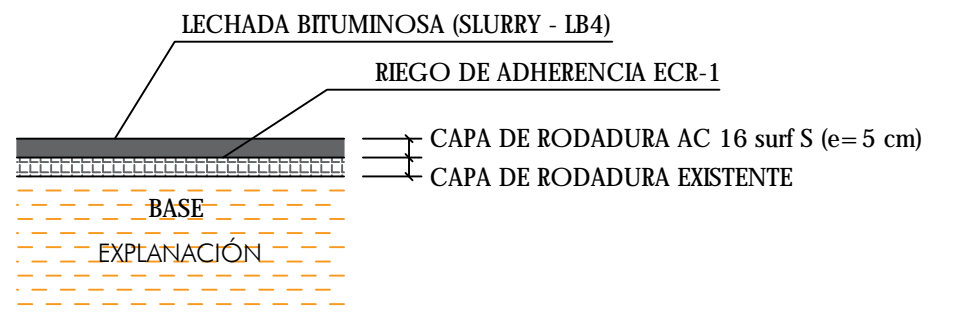 LECHADA BITUMINOSA (SLURRY - LB4)
RIEGO DE ADHERENCIA ECR-1
CAPA DE RODADURA AC 16 surf S (e= 5 cm)
CAPA DE RODADURA EXISTENTE
BASE
EXPLANACIÓN